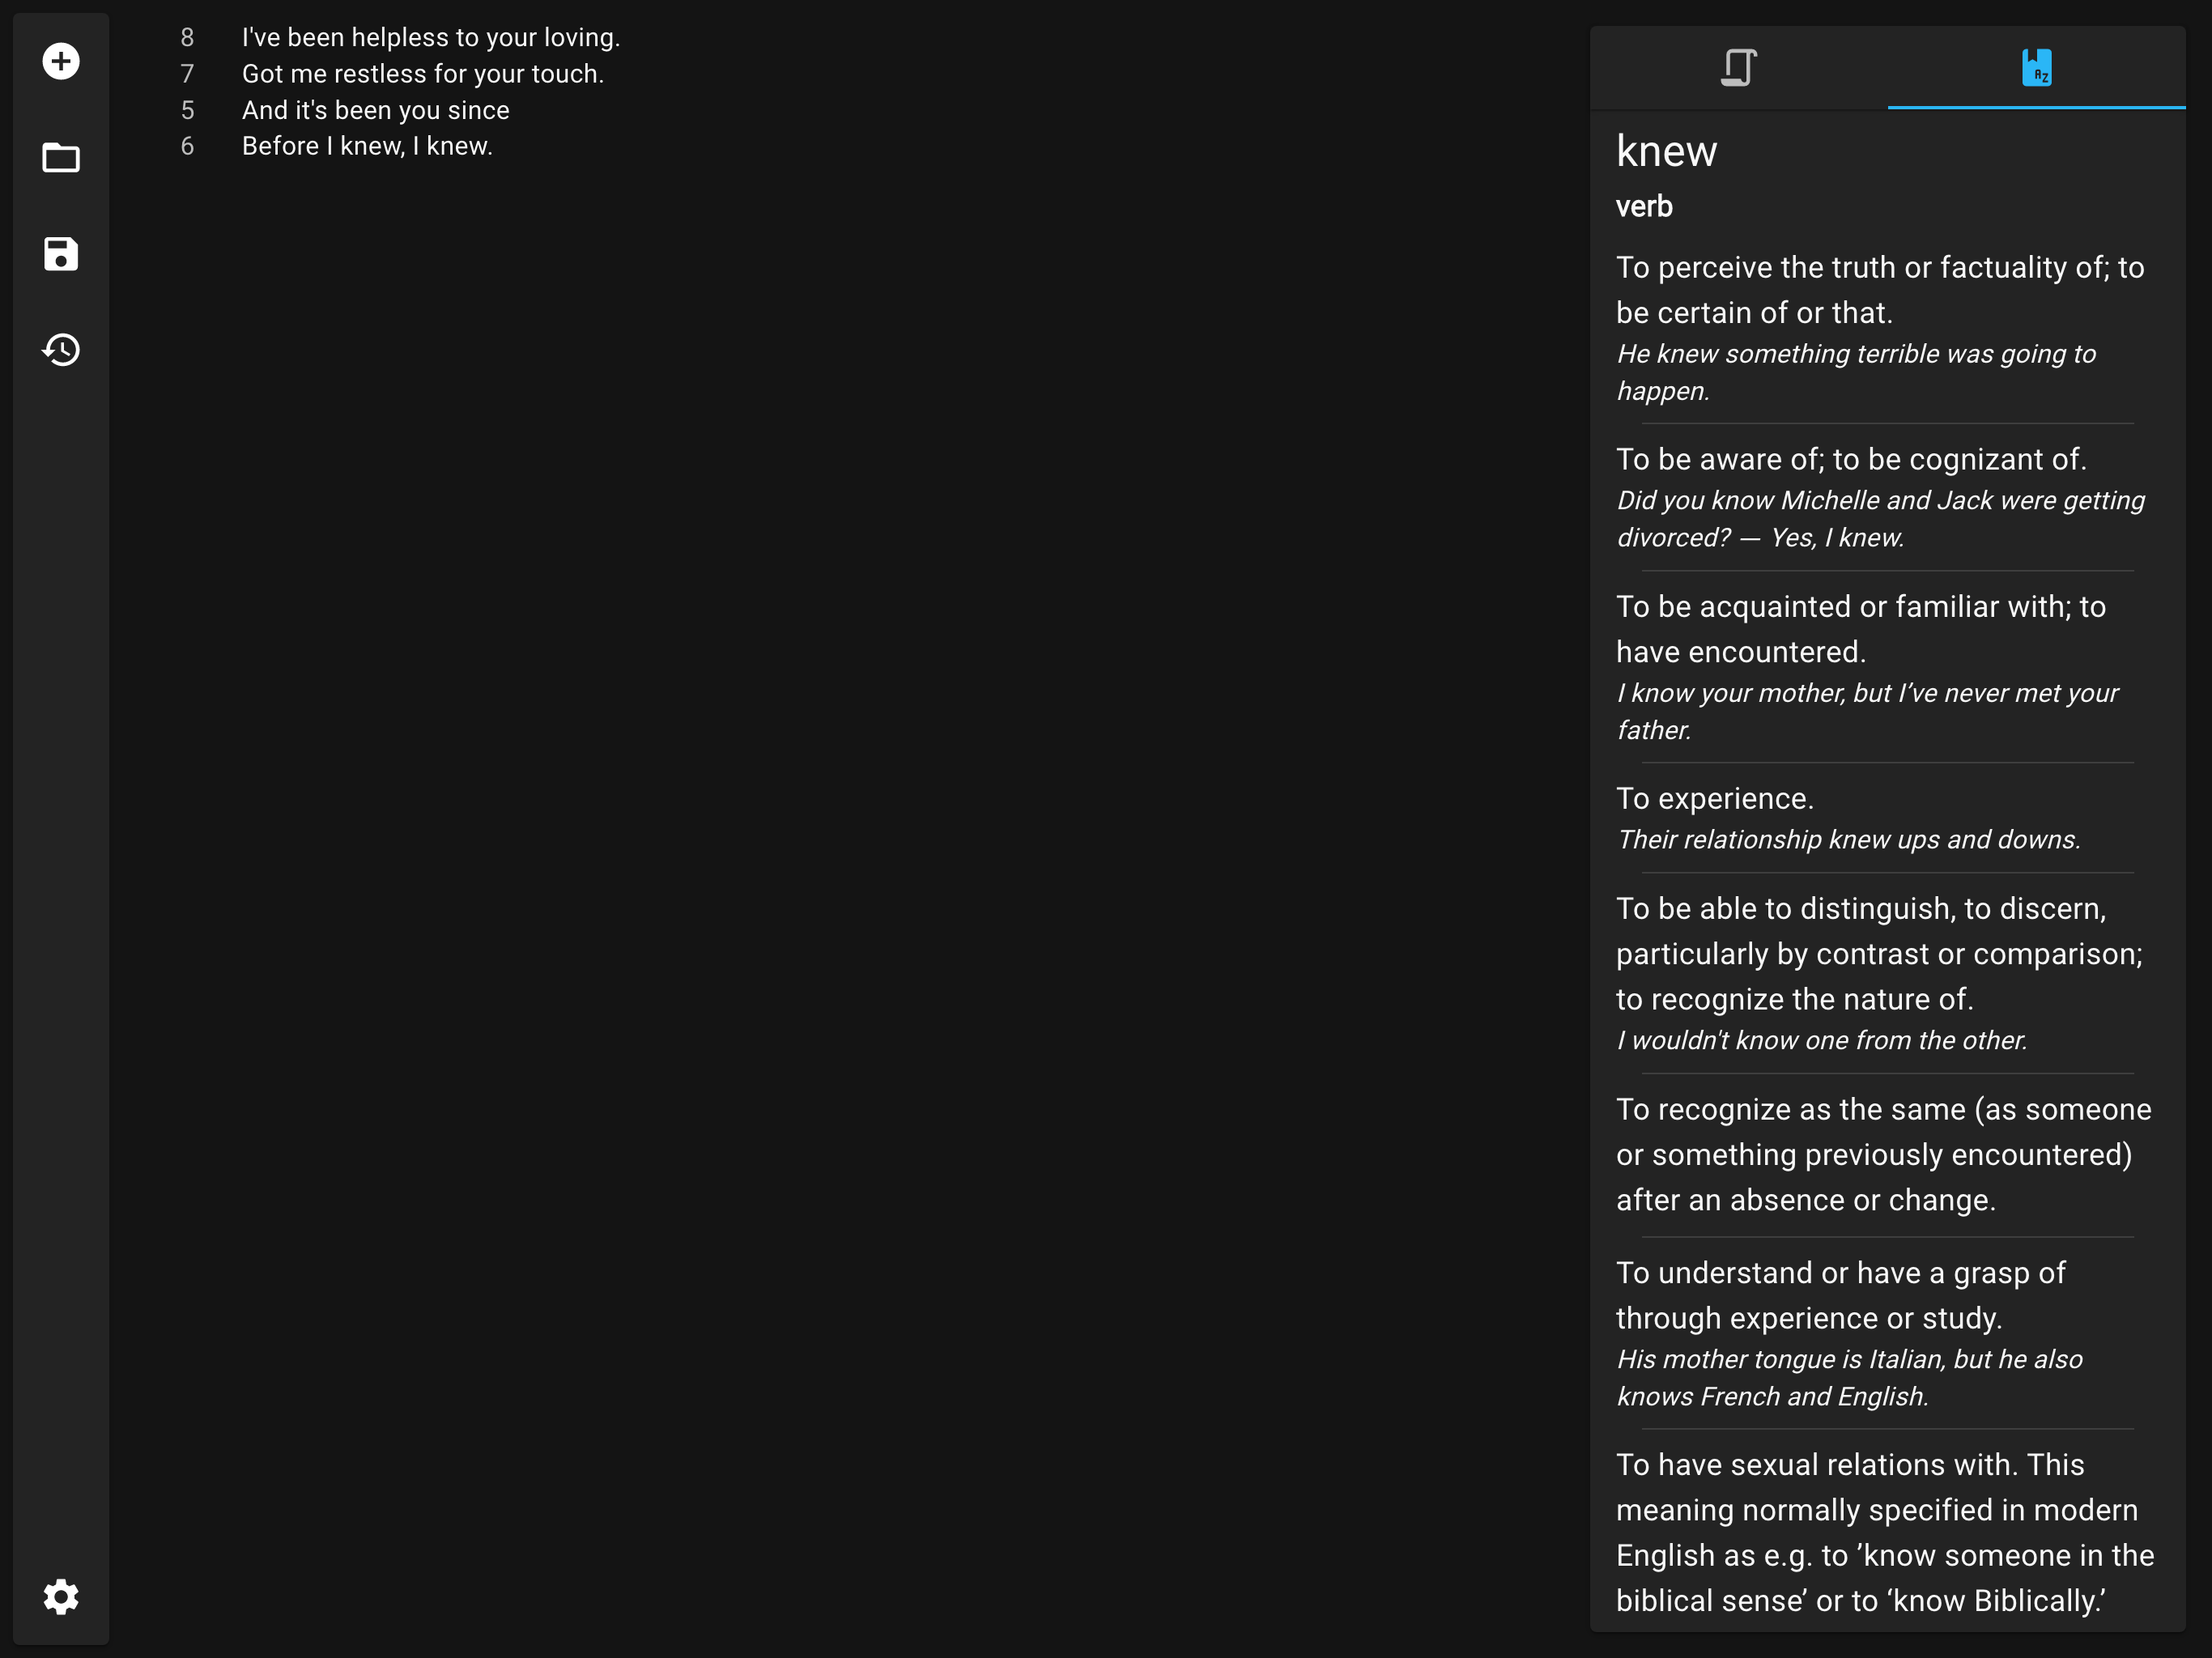 8 I've been helpless to your loving.
7 Got me restless for your touch.
5 And it's been you since
6 Before I knew, I knew.
AZ
knew
verb
To perceive the truth or factuality of; to
be certain of or that.
He knew something terrible was going to
happen.
To be aware of; to be cognizant of.
Did you know Michelle and Jack were getting
divorced? — Yes, I knew.
To be acquainted or familiar with; to
have encountered.
I know your mother, but I’ve never met your
father.
To experience.
Their relationship knew ups and downs.
To be able to distinguish, to discern,
particularly by contrast or comparison;
to recognize the nature of.
I wouldn't know one from the other.
To recognize as the same (as someone
or something previously encountered)
after an absence or change.
To understand or have a grasp of
through experience or study.
His mother tongue is Italian, but he also
knows French and English.
To have sexual relations with. This
meaning normally specified in modern
English as e.g. to ’know someone in the
biblical sense’ or to ‘know Biblically.’